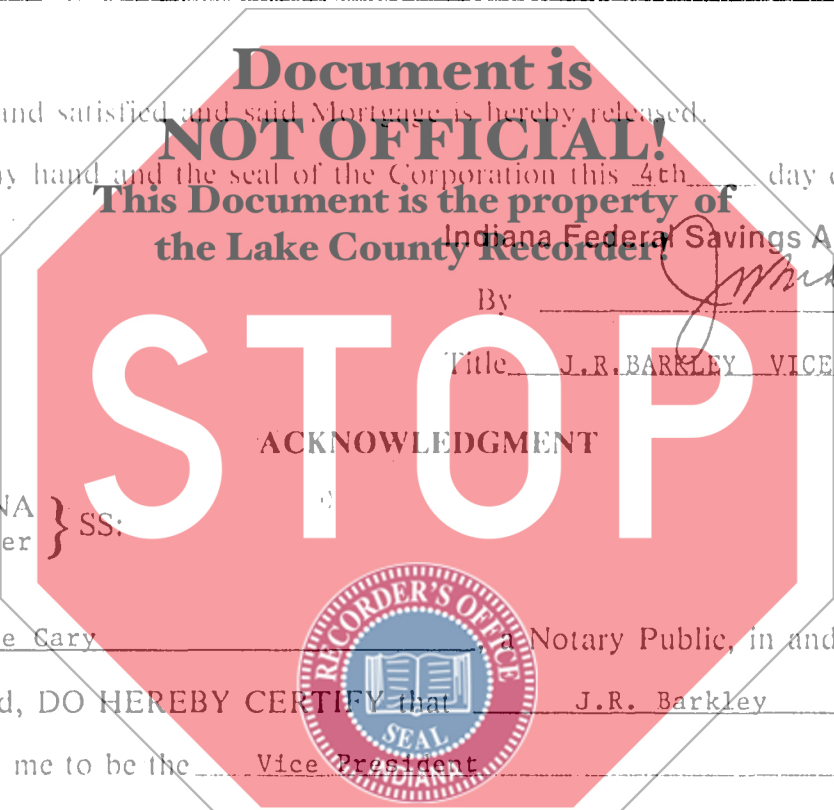 Document is
and satisfied and said Mortgage is hereby released.
NOT OFFICIAL!
hand and the seal of the Corporation this 4th day
This Document is the property of
the Lake County Recorder!
Indiana Federal Savings A
By
Title J.R.BARKLEY VICE
STOP
ACKNOWLEDGMENT
NA
er } SS:
RECORDER'S OFFICE
e Cary , a Notary Public, in and
d, DO HEREBY CERTIFY that J.R. Barkley
SEAL
me to be the Vice President
INDIANA